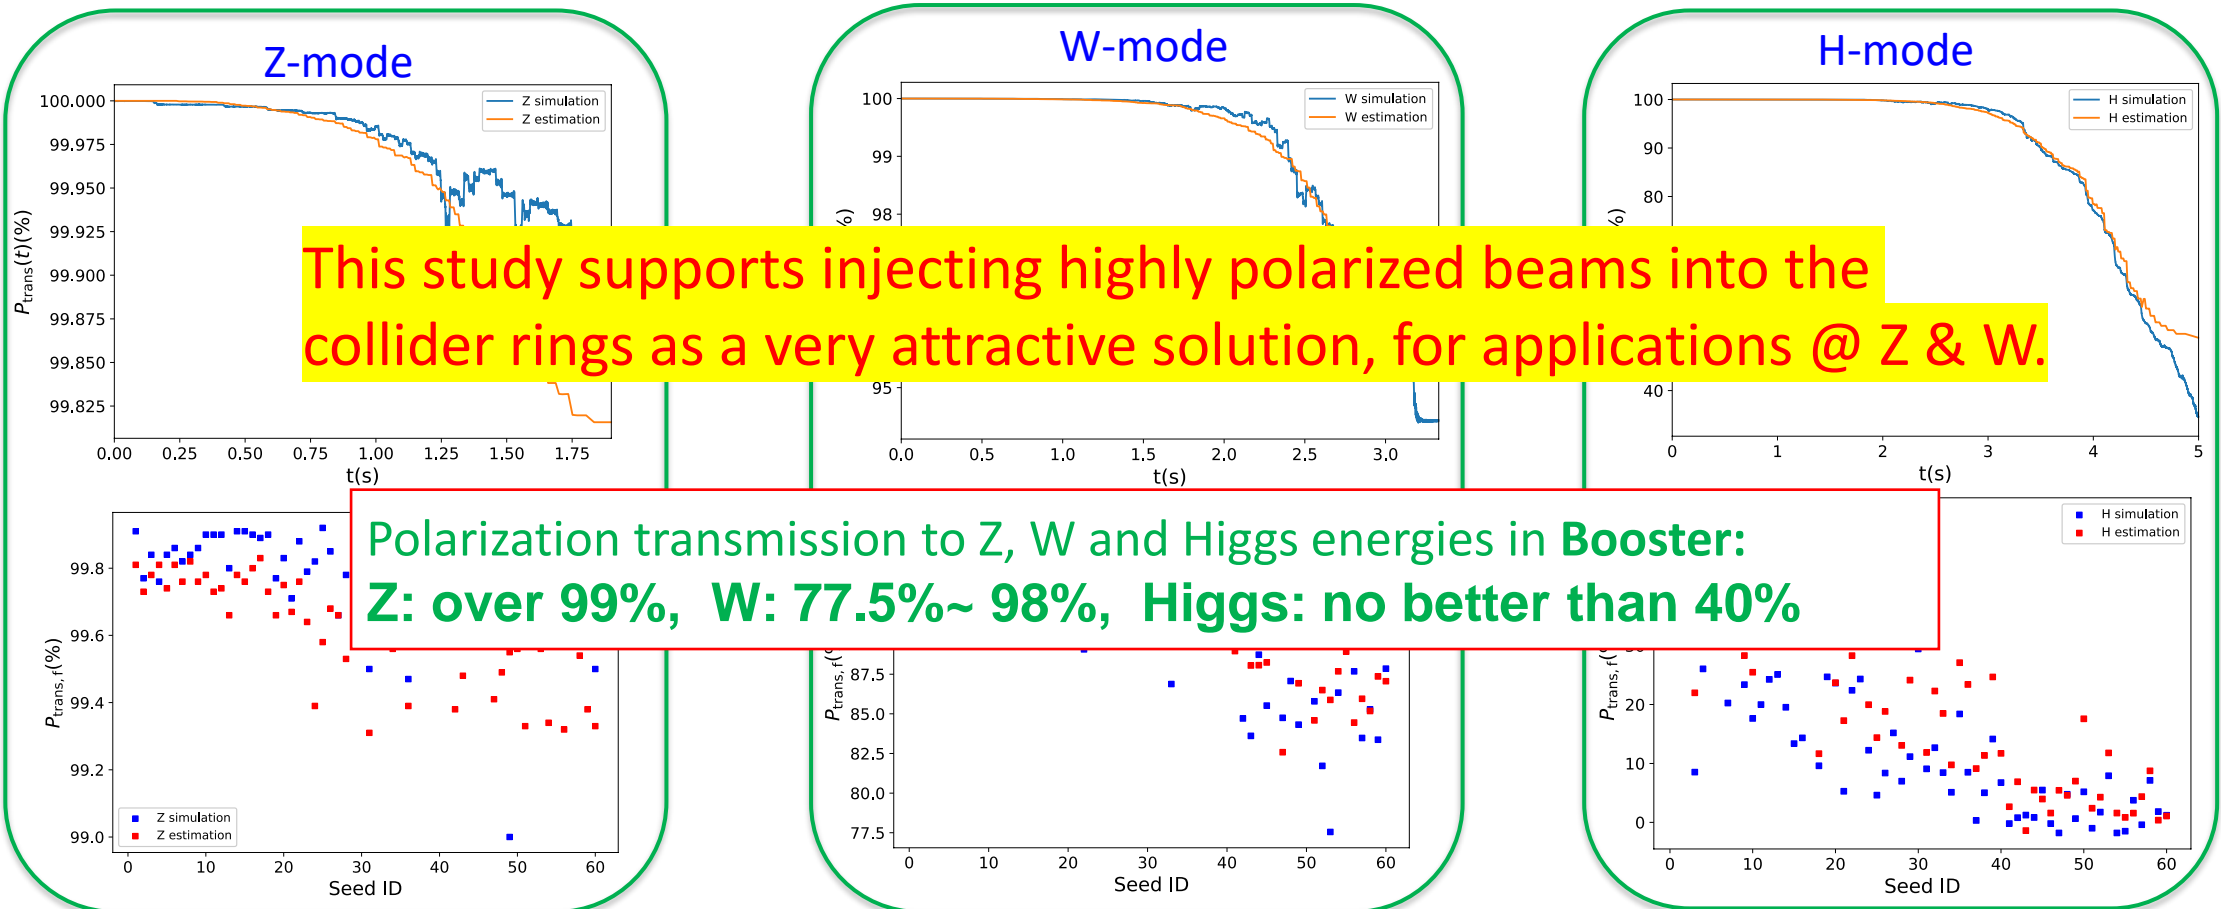 Z-mode
W-mode
H-mode
Z simulation
Z estimation
100.000
99.975
99.950
99.925
99.900
99.875
99.850
99.825
P_trans(t)(%)
0.00 0.25 0.50 0.75 1.00 1.25 1.50 1.75
t(s)
W simulation
W estimation
100
99
98
95
%)
0.0 0.5 1.0 1.5 2.0 2.5 3.0
t(s)
H simulation
H estimation
100
90
80
40
%)
0 1 2 3 4 5
t(s)
This study supports injecting highly polarized beams into the
collider rings as a very attractive solution, for applications @ Z & W.
Polarization transmission to Z, W and Higgs energies in Booster:
Z: over 99%, W: 77.5%~ 98%, Higgs: no better than 40%
99.8
99.6
99.4
99.2
99.0
P_trans, f(%)
Z simulation
Z estimation
0 10 20 30 40 50 60
Seed ID
87.5
85.0
82.5
80.0
77.5
P_trans, f(%
0 10 20 30 40 50 60
Seed ID
H simulation
H estimation
20
10
0
P_trans, f(%
0 10 20 30 40 50 60
Seed ID